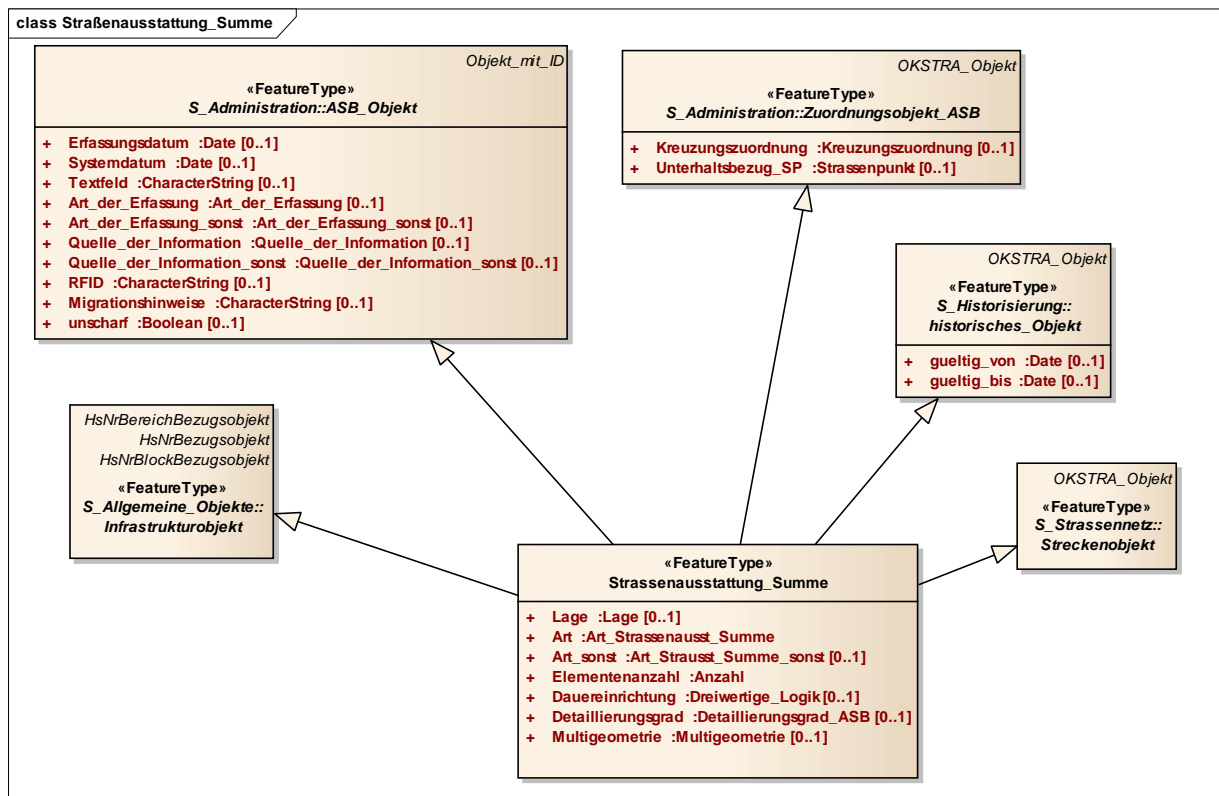 class Straßenausstattung_Summe
Objekt_mit_ID
«FeatureType»
S_Administration::ASB_Objekt
+ Erfassungsdatum :Date [0..1]
+ Systemdatum :Date [0..1]
+ Textfeld :CharacterString [0..1]
+ Art_der_Erfassung :Art_der_Erfassung [0..1]
+ Art_der_Erfassung_sonst :Art_der_Erfassung_sonst [0..1]
+ Quelle_der_Information :Quelle_der_Information [0..1]
+ Quelle_der_Information_sonst :Quelle_der_Information_sonst [0..1]
+ RFID :CharacterString [0..1]
+ Migrationshinweise :CharacterString [0..1]
+ unscharf :Boolean [0..1]
OKSTRA_Objekt
«FeatureType»
S_Administration::Zuordnungsobjekt_ASB
+ Kreuzungszuordnung :Kreuzungszuordnung [0..1]
+ Unterhaltsbezug_SP :Strassenpunkt [0..1]
OKSTRA_Objekt
«FeatureType»
S_Historisierung::
historisches_Objekt
+ gueltig_von :Date [0..1]
+ gueltig_bis :Date [0..1]
HsNrBereichBezugsobjekt
HsNrBezugsobjekt
HsNrBlockBezugsobjekt
«FeatureType»
S_Allgemeine_Objekte::
Infrastrukturobjekt
OKSTRA_Objekt
«FeatureType»
S_Strassennetz::
Streckenobjekt
«FeatureType»
Strassenausstattung_Summe
+ Lage :Lage [0..1]
+ Art :Art_Strassenausst_Summe
+ Art_sonst :Art_Strausst_Summe_sonst [0..1]
+ Elementenanzahl :Anzahl
+ Dauereinrichtung :Dreiwertige_Logik [0..1]
+ Detaillierungsgrad :Detaillierungsgrad_ASB [0..1]
+ Multigeometrie :Multigeometrie [0..1]